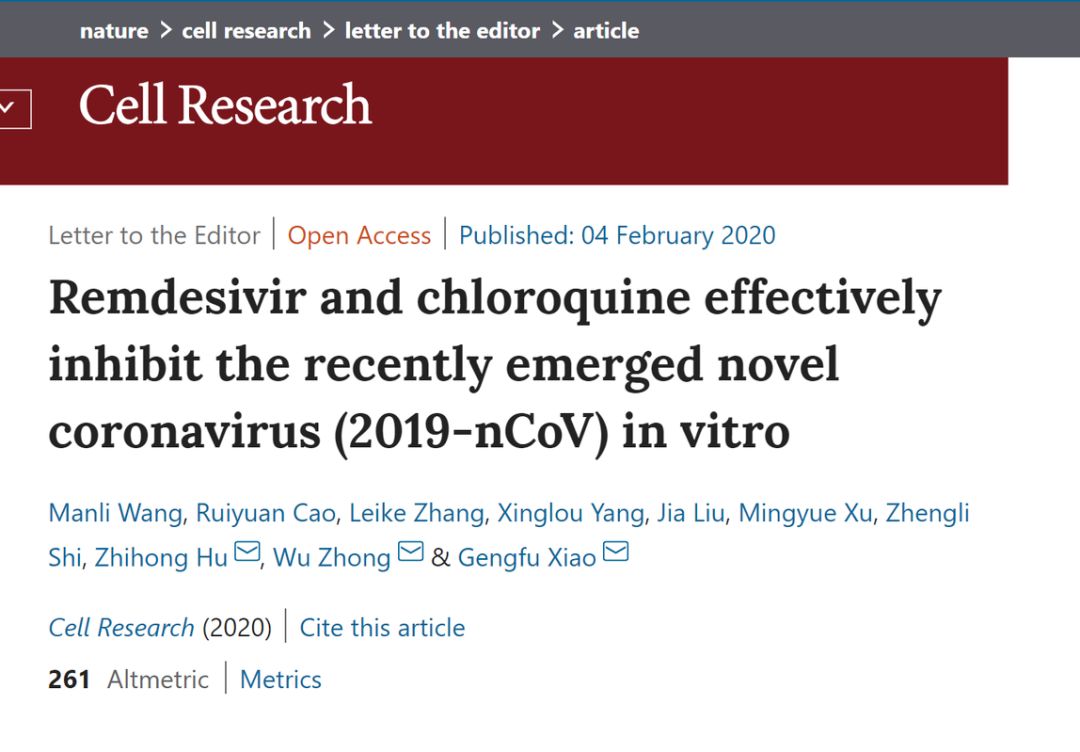 nature > cell research > letter to the editor > article
Cell Research
Letter to the Editor | Open Access | Published: 04 February 2020
Remdesivir and chloroquine effectively
inhibit the recently emerged novel
coronavirus (2019-nCoV) in vitro
Manli Wang, Ruiyuan Cao, Leike Zhang, Xinglou Yang, Jia Liu, Mingyue Xu, Zhengli
Shi, Zhihong Hu, Wu Zhong & Gengfu Xiao
Cell Research (2020) | Cite this article
261 Altmetric | Metrics